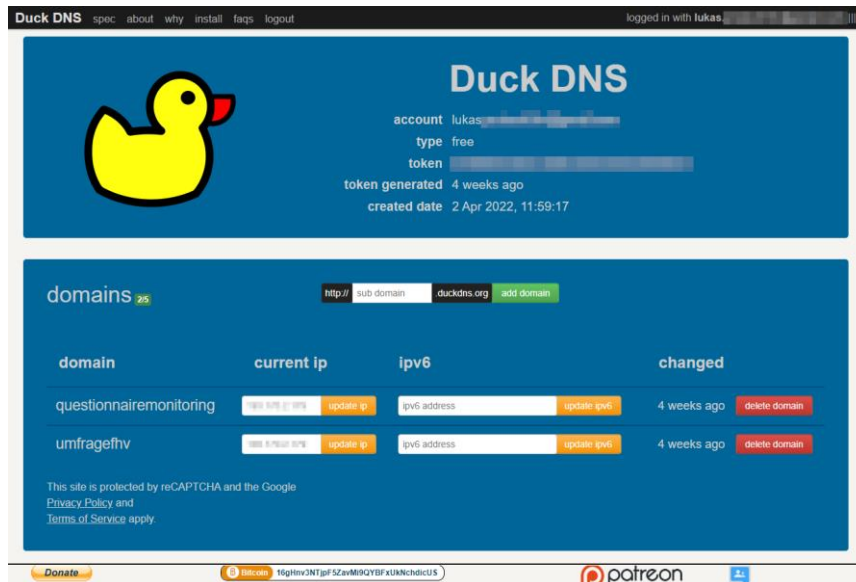 Duck DNS spec about why install faqs logout logged in with lukas.
Duck DNS
account lukas
type free
token
token generated 4 weeks ago
created date 2 Apr 2022, 11:59:17
domains 2/5 http:// sub domain .duckdns.org add domain
domain current ip ipv6 changed
questionnairemonitoring update ip ipv6 address update ipv6 4 weeks ago delete domain
umfragefhv update ip ipv6 address update ipv6 4 weeks ago delete domain
This site is protected by reCAPTCHA and the Google
Privacy Policy and
Terms of Service apply.
Donate Bitcoin patreon